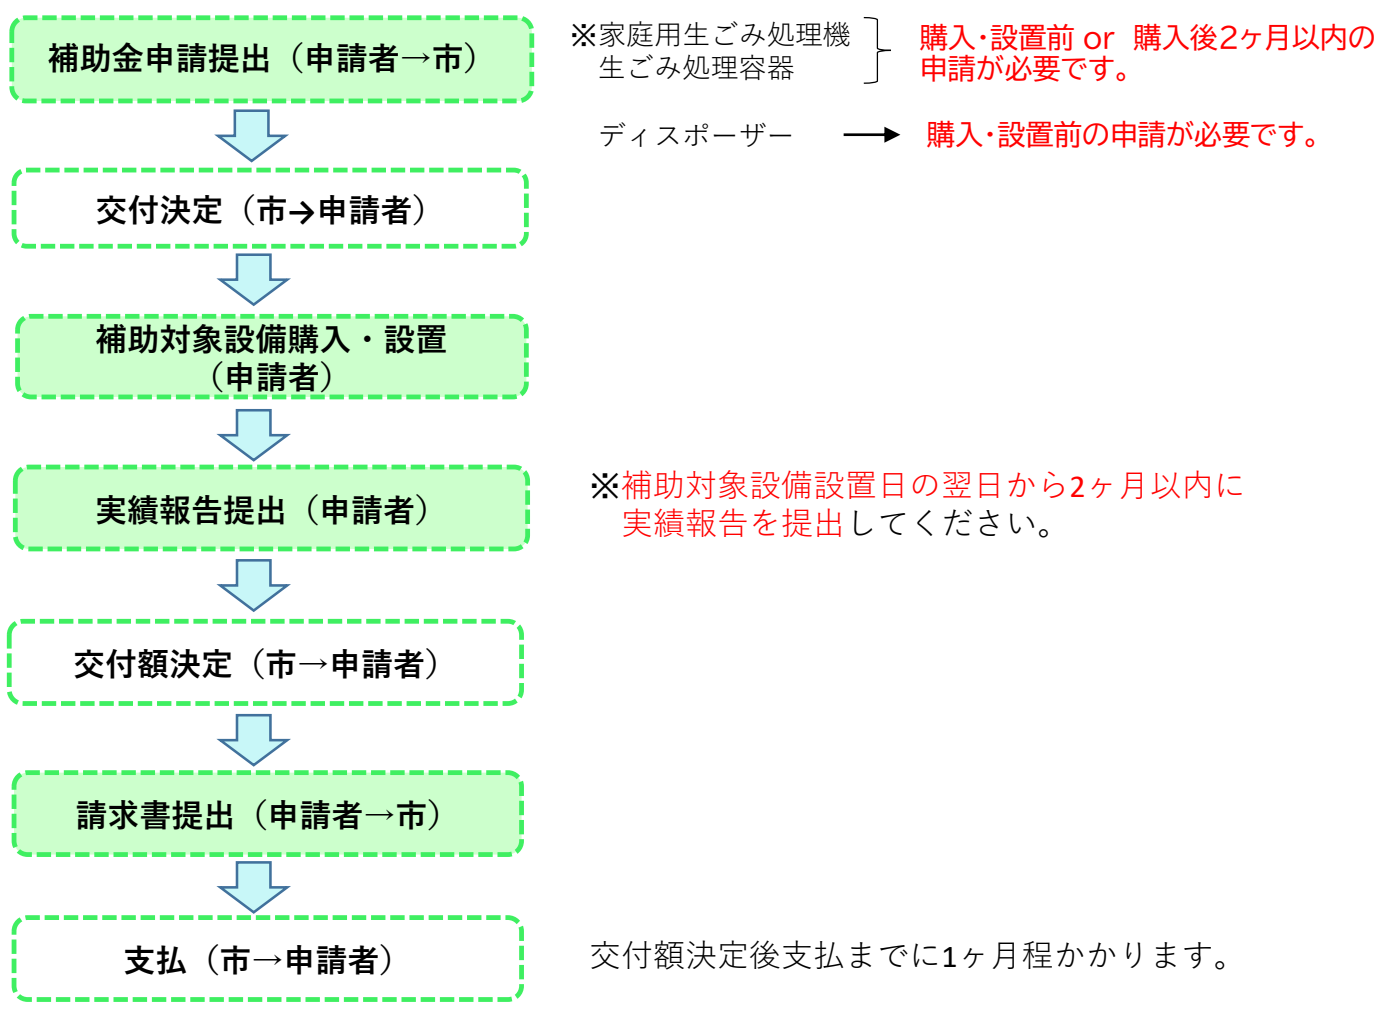 補助金申請提出（申請者→市）
※家庭用生ごみ処理機
生ごみ処理容器
購入・設置前 or 購入後2ヶ月以内の
申請が必要です。
ディスポーザー
購入・設置前の申請が必要です。
交付決定（市→申請者）
補助対象設備購入・設置
（申請者）
実績報告提出（申請者）
※補助対象設備設置日の翌日から2ヶ月以内に
実績報告を提出してください。
交付額決定（市→申請者）
請求書提出（申請者→市）
支払（市→申請者）
交付額決定後支払までに1ヶ月程かかります。